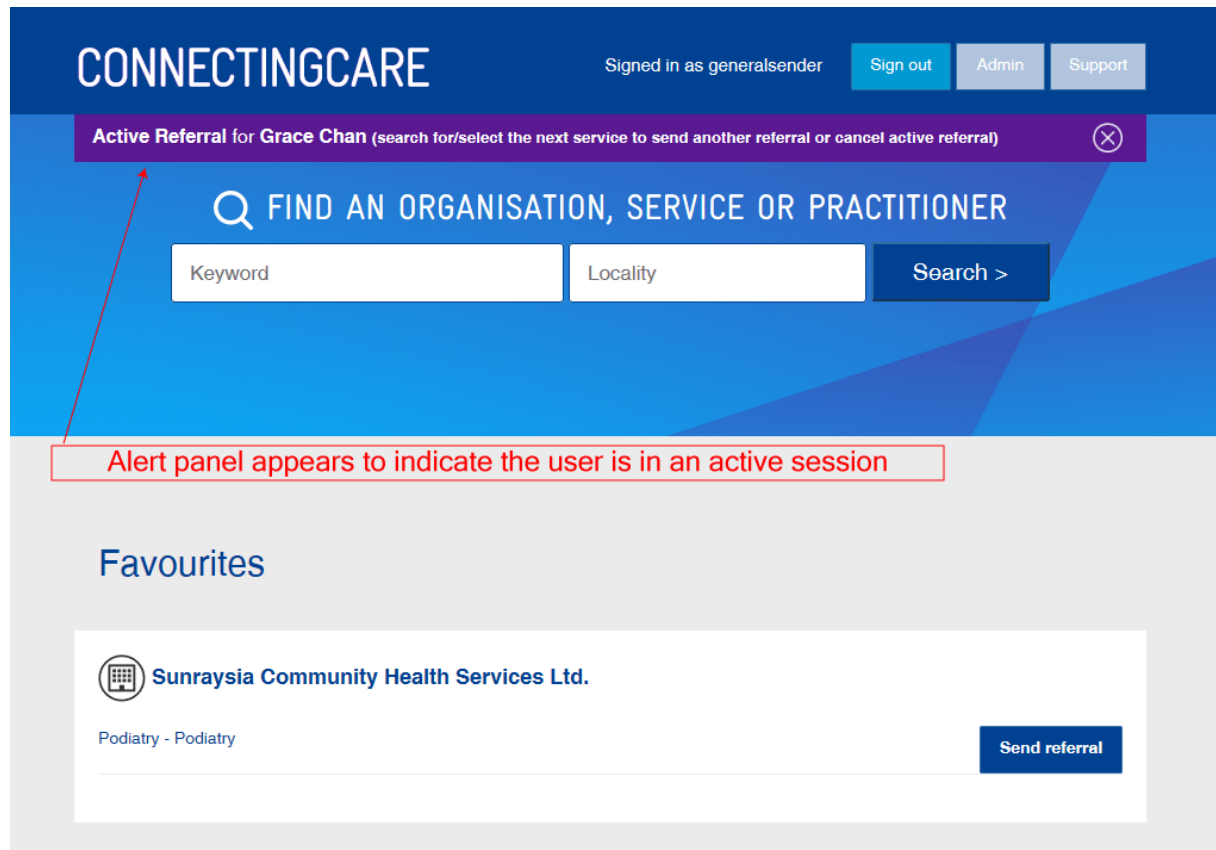 CONNECTINGCARE
Signed in as generalsender
Sign out
Admin
Support
Active Referral for Grace Chan (search for/select the next service to send another referral or cancel active referral)
FIND AN ORGANISATION, SERVICE OR PRACTITIONER
Keyword
Locality
Search >
Alert panel appears to indicate the user is in an active session
Favourites
Sunraysia Community Health Services Ltd.
Podiatry - Podiatry
Send referral